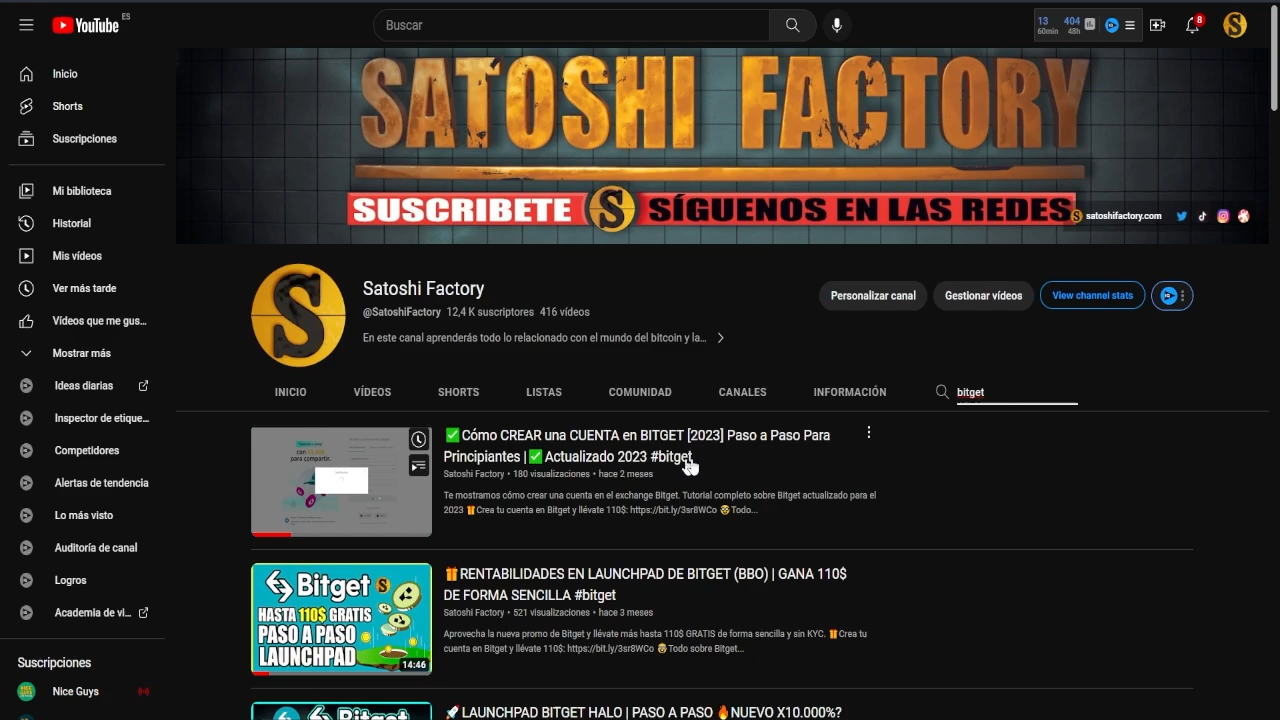 YouTube ES
Buscar
13 404
60min 48h
8
Inicio
Shorts
Suscripciones
Mi biblioteca
Historial
Mis vídeos
Ver más tarde
Vídeos que me gus...
Mostrar más
Ideas diarias
Inspector de etique...
Competidores
Alertas de tendencia
Lo más visto
Auditoría de canal
Logros
Academia de vi...
Suscripciones
Nice Guys
SATOSHI FACTORY
SUSCRIBETE S SÍGUENOS EN LAS REDES
satoshifactory.com
Satoshi Factory
@SatoshiFactory 12,4 K suscriptores 416 vídeos
En este canal aprenderás todo lo relacionado con el mundo del bitcoin y la...
Personalizar canal
Gestionar vídeos
View channel stats
INICIO VÍDEOS SHORTS LISTAS COMUNIDAD CANALES INFORMACIÓN bitget
para compartir.
✅Cómo CREAR una CUENTA en BITGET [2023] Paso a Paso Para
Principiantes | ✅Actualizado 2023 #bitget
Satoshi Factory • 180 visualizaciones • hace 2 meses
Te mostramos cómo crear una cuenta en el exchange Bitget. Tutorial completo sobre Bitget actualizado para el
2023 🎁Crea tu cuenta en Bitget y llévate 110$: https://bit.ly/3sr8WCo 🤓Todo...
Bitget S
HASTA 110$ GRATIS
PASO A PASO
LAUNCHPAD
14:46
🎁RENTABILIDADES EN LAUNCHPAD DE BITGET (BBO) | GANA 110$
DE FORMA SENCILLA #bitget
Satoshi Factory • 521 visualizaciones • hace 3 meses
Aprovecha la nueva promo de Bitget y llévate más hasta 110$ GRATIS de forma sencilla y sin KYC. 🎁Crea tu
cuenta en Bitget y llévate 110$: https://bit.ly/3sr8WCo 🤓Todo sobre Bitget...
Bitget
🚀LAUNCHPAD BITGET HALO | PASO A PASO 🔥NUEVO X10.000%?